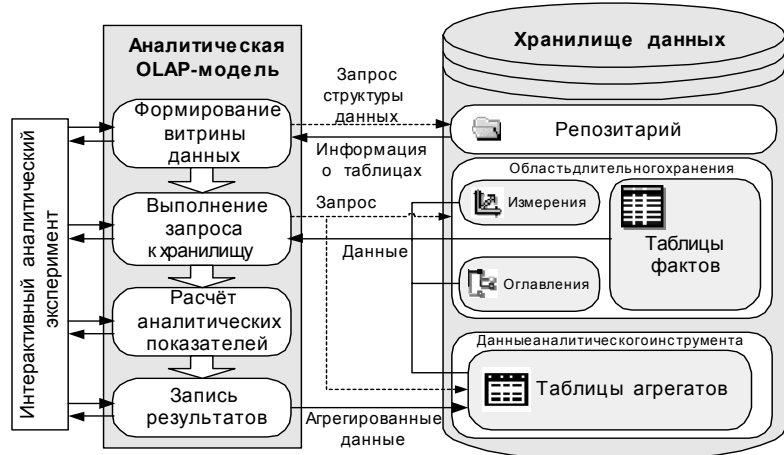 Аналитическая
OLAP-модель
Хранилище данных
Интерактивный аналитический
эксперимент
Формирование
витрины
данных
Запрос
структуры
данных
Репозитарий
Информация
о таблицах
Областьдлительногохранения
Выполнение
запроса
кхранилищу
Запрос
Измерения
Таблицы
фактов
Данные
Оглавления
Расчёт
аналитических
показателей
Данныеаналитическогоинструмента
Таблицы агрегатов
Запись
результатов
Агрегированные
данные